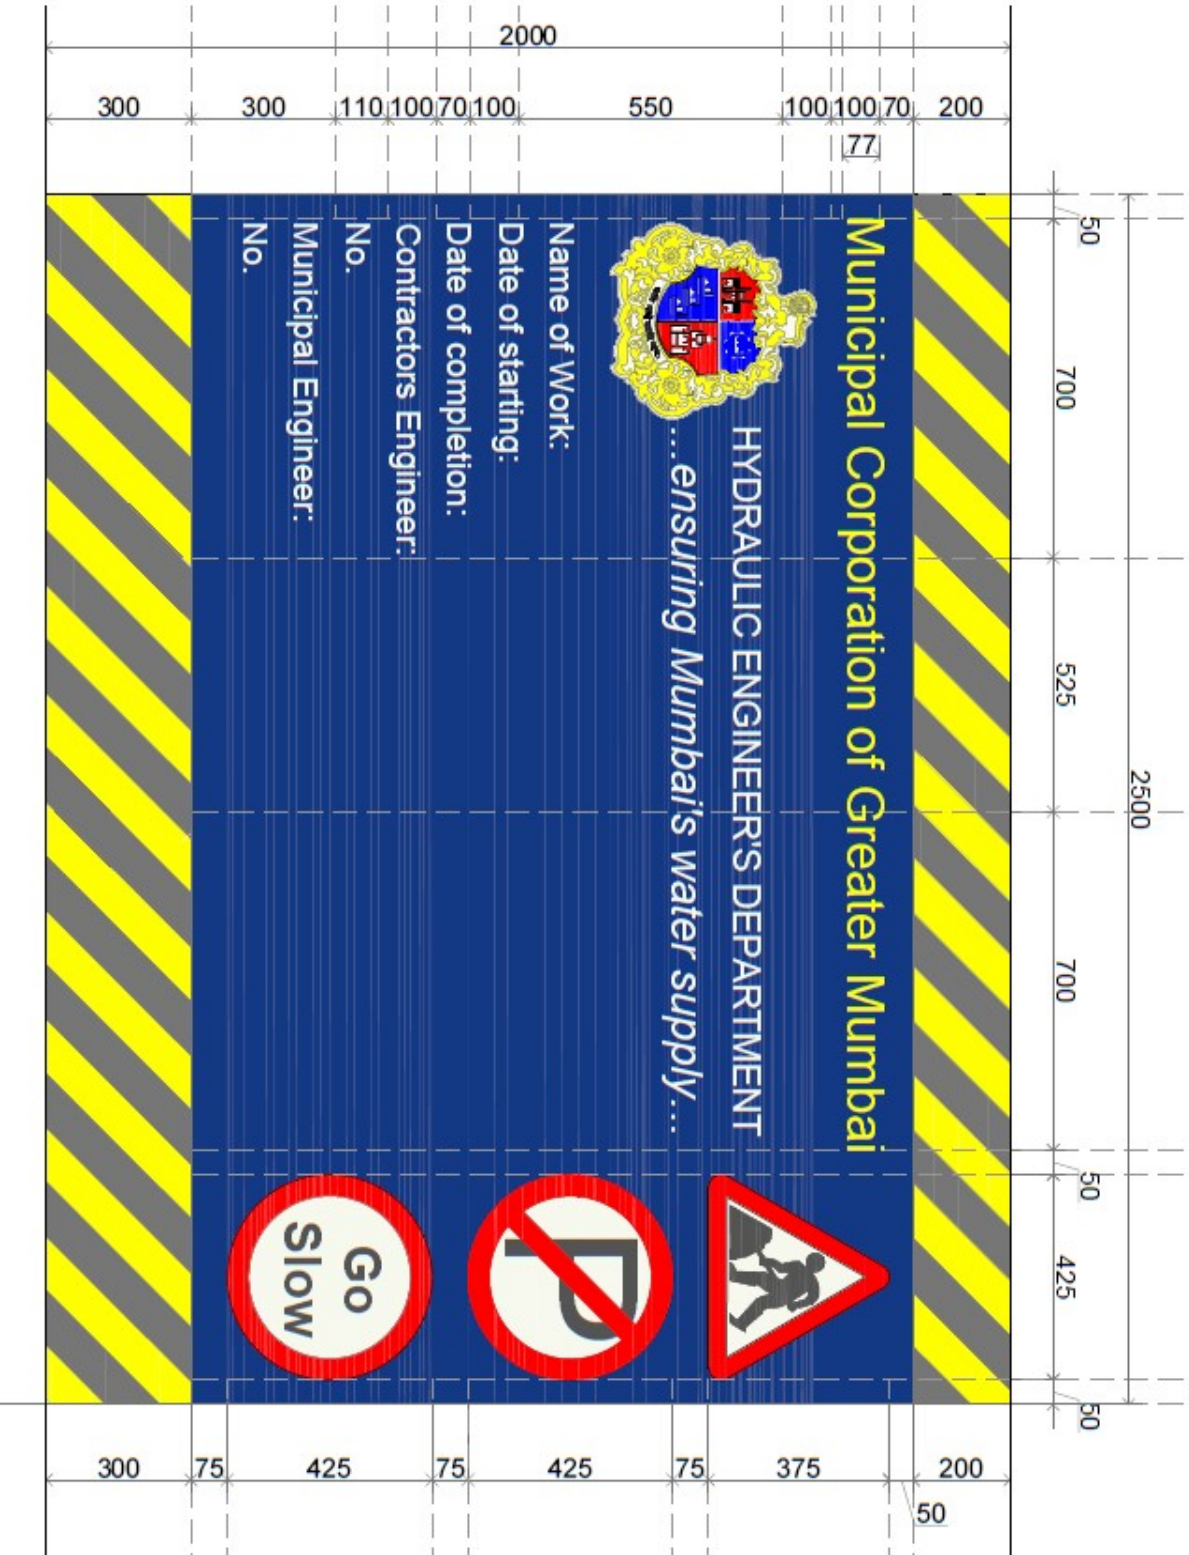 2000
300 300 110 100 70 100 550 100 100 70 200
77
Municipal Corporation of Greater Mumbai
HYDRAULIC ENGINEER'S DEPARTMENT
....ensuring Mumbai's water supply....
Name of Work:
Date of starting:
Date of completion:
Contractors Engineer:
No.
Municipal Engineer:
No.
P
Go
Slow
50 700 525 700 50 425 50
2500
300 75 425 75 425 75 375 200
50